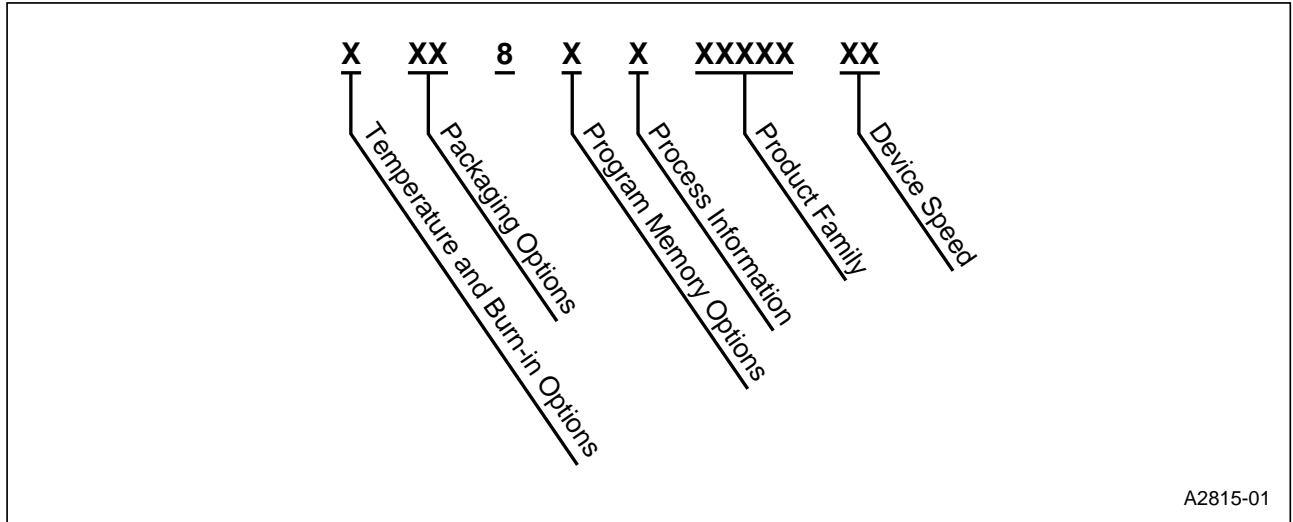 X XX 8 X X XXXXX XX
Temperature and Burn-in Options
Packaging Options
Program Memory Options
Process Information
Product Family
Device Speed
A2815-01